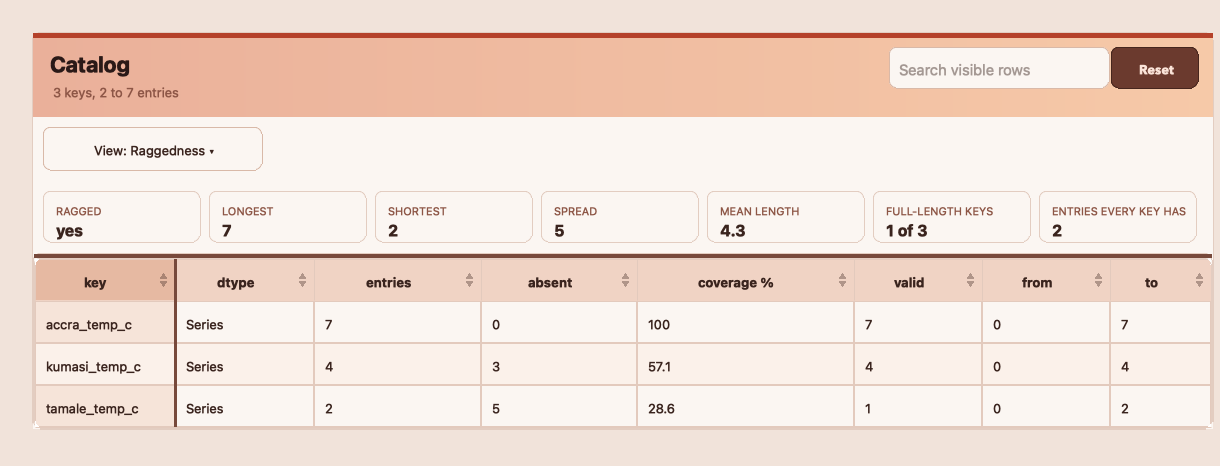 Catalog
3 keys, 2 to 7 entries
Search visible rows
Reset
View: Raggedness ▾
RAGGED
yes
LONGEST
7
SHORTEST
2
SPREAD
5
MEAN LENGTH
4.3
FULL-LENGTH KEYS
1 of 3
ENTRIES EVERY KEY HAS
2
key dtype entries absent coverage % valid from to
accra_temp_c Series 7 0 100 7 0 7
kumasi_temp_c Series 4 3 57.1 4 0 4
tamale_temp_c Series 2 5 28.6 1 0 2